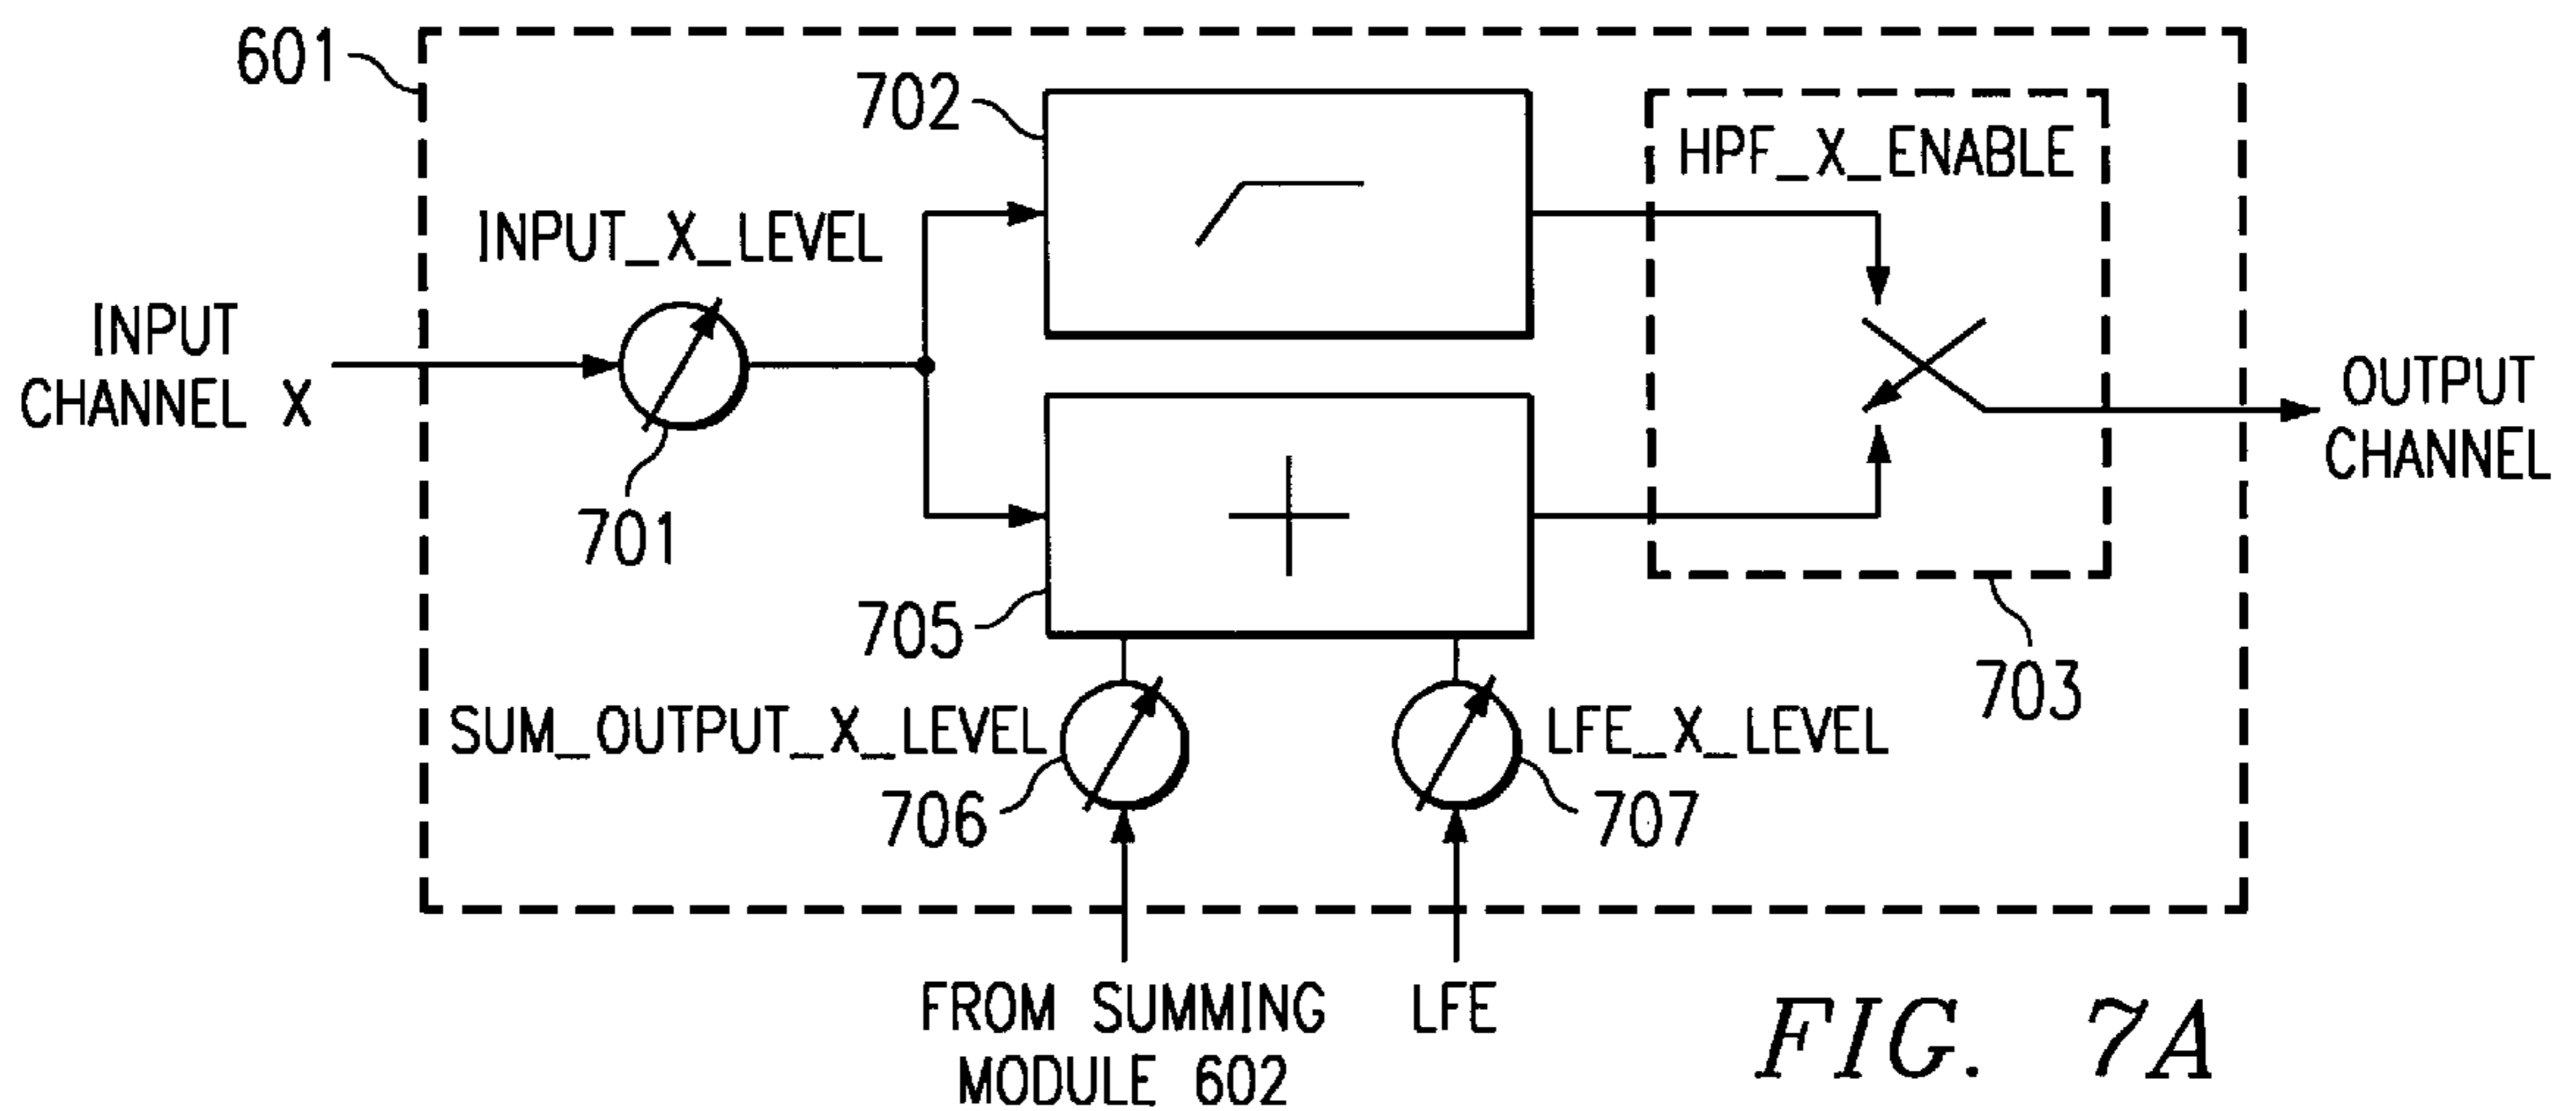 601
702
HPF_X_ENABLE
INPUT_X_LEVEL
INPUT
CHANNEL X
OUTPUT
CHANNEL
701
705
703
SUM_OUTPUT_X_LEVEL
LFE_X_LEVEL
706
707
FROM SUMMING
MODULE 602
LFE
FIG. 7A